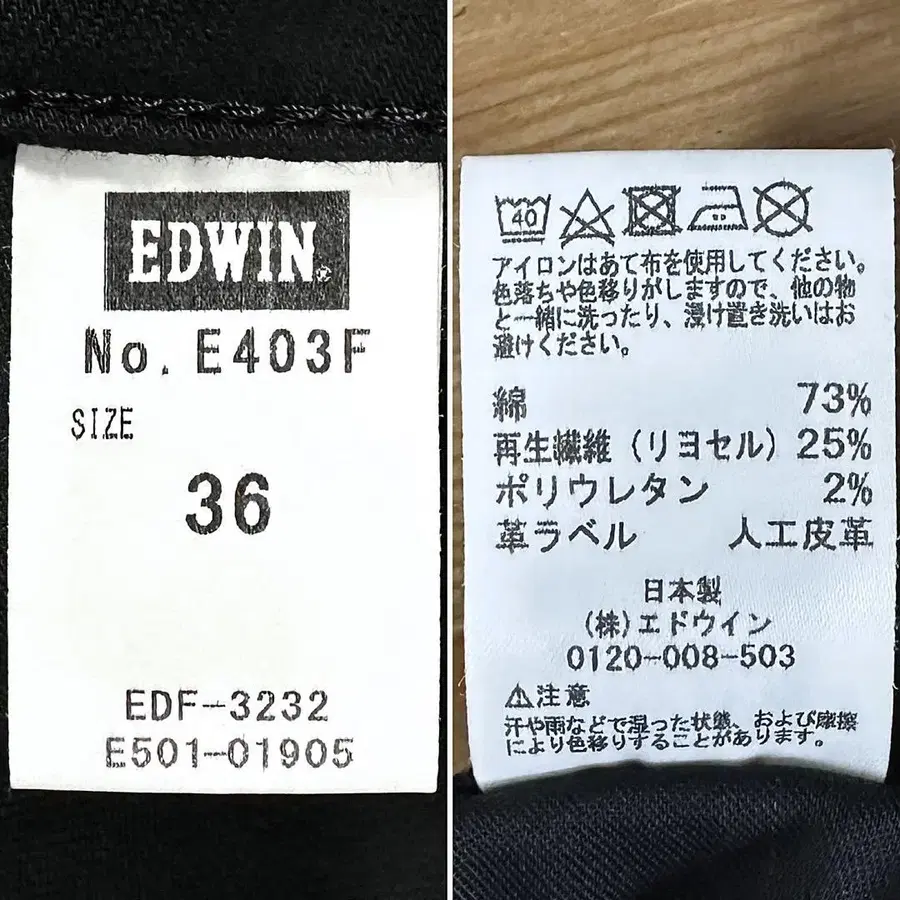 EDWIN
No. E403F
SIZE
36
EDF-3232
E501-01905
40
アイロンはあて布を使用してください。
色落ちや色移りがしますので、他の物
と一緒に洗ったり、浸け置き洗いはお
避けください。
綿 73%
再生繊維（リヨセル）25%
ポリウレタン 2%
革ラベル 人工皮革
日本製
(株)エドウイン
0120-008-503
⚠注意
汗や雨などで湿った状態、および摩擦
により色移りすることがあります。